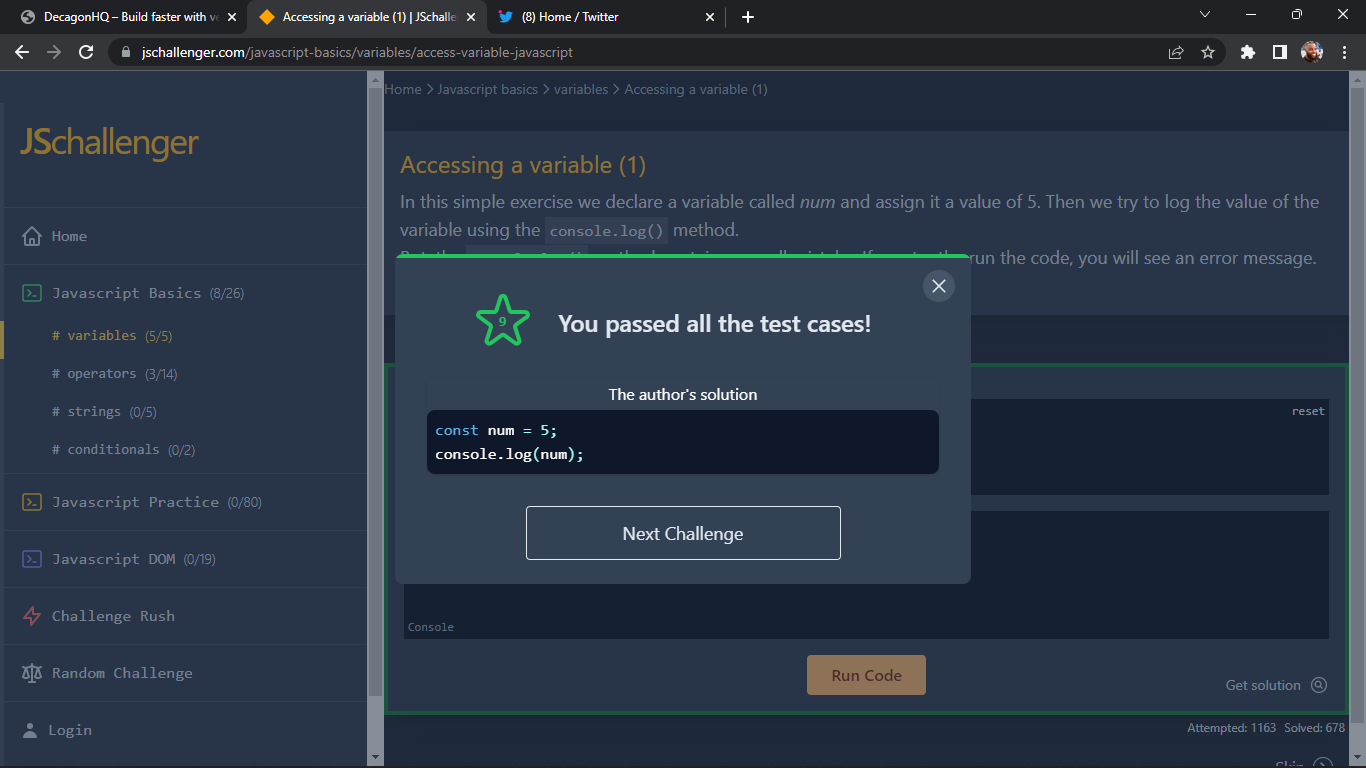 DecagonHQ – Build faster with ve
Accessing a variable (1) | JSchalle
(8) Home / Twitter
jschallenger.com/javascript-basics/variables/access-variable-javascript
JSchallenger
Home
Javascript Basics (8/26)
# variables (5/5)
# operators (3/14)
# strings (0/5)
# conditionals (0/2)
Javascript Practice (0/80)
Javascript DOM (0/19)
Challenge Rush
Random Challenge
Login
Home > Javascript basics > variables > Accessing a variable (1)
Accessing a variable (1)
In this simple exercise we declare a variable called num and assign it a value of 5. Then we try to log the value of the
variable using the console.log() method.
run the code, you will see an error message.
9
You passed all the test cases!
The author's solution
const num = 5;
console.log(num);
Next Challenge
reset
Console
Run Code
Get solution
Attempted: 1163 Solved: 678
Skip